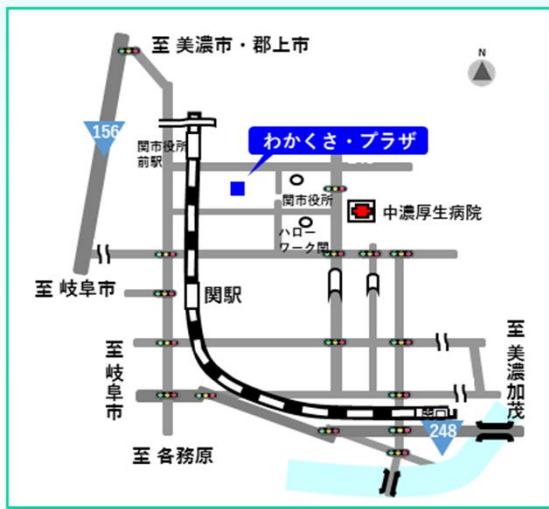 至 美濃市・郡上市
N
156
わかくさ・プラザ
関市役所
前駅
関市役所
中濃厚生病院
ハロー
ワーク関
至 岐阜市
関駅
至 美濃加茂
至 岐阜市
248
至 各務原